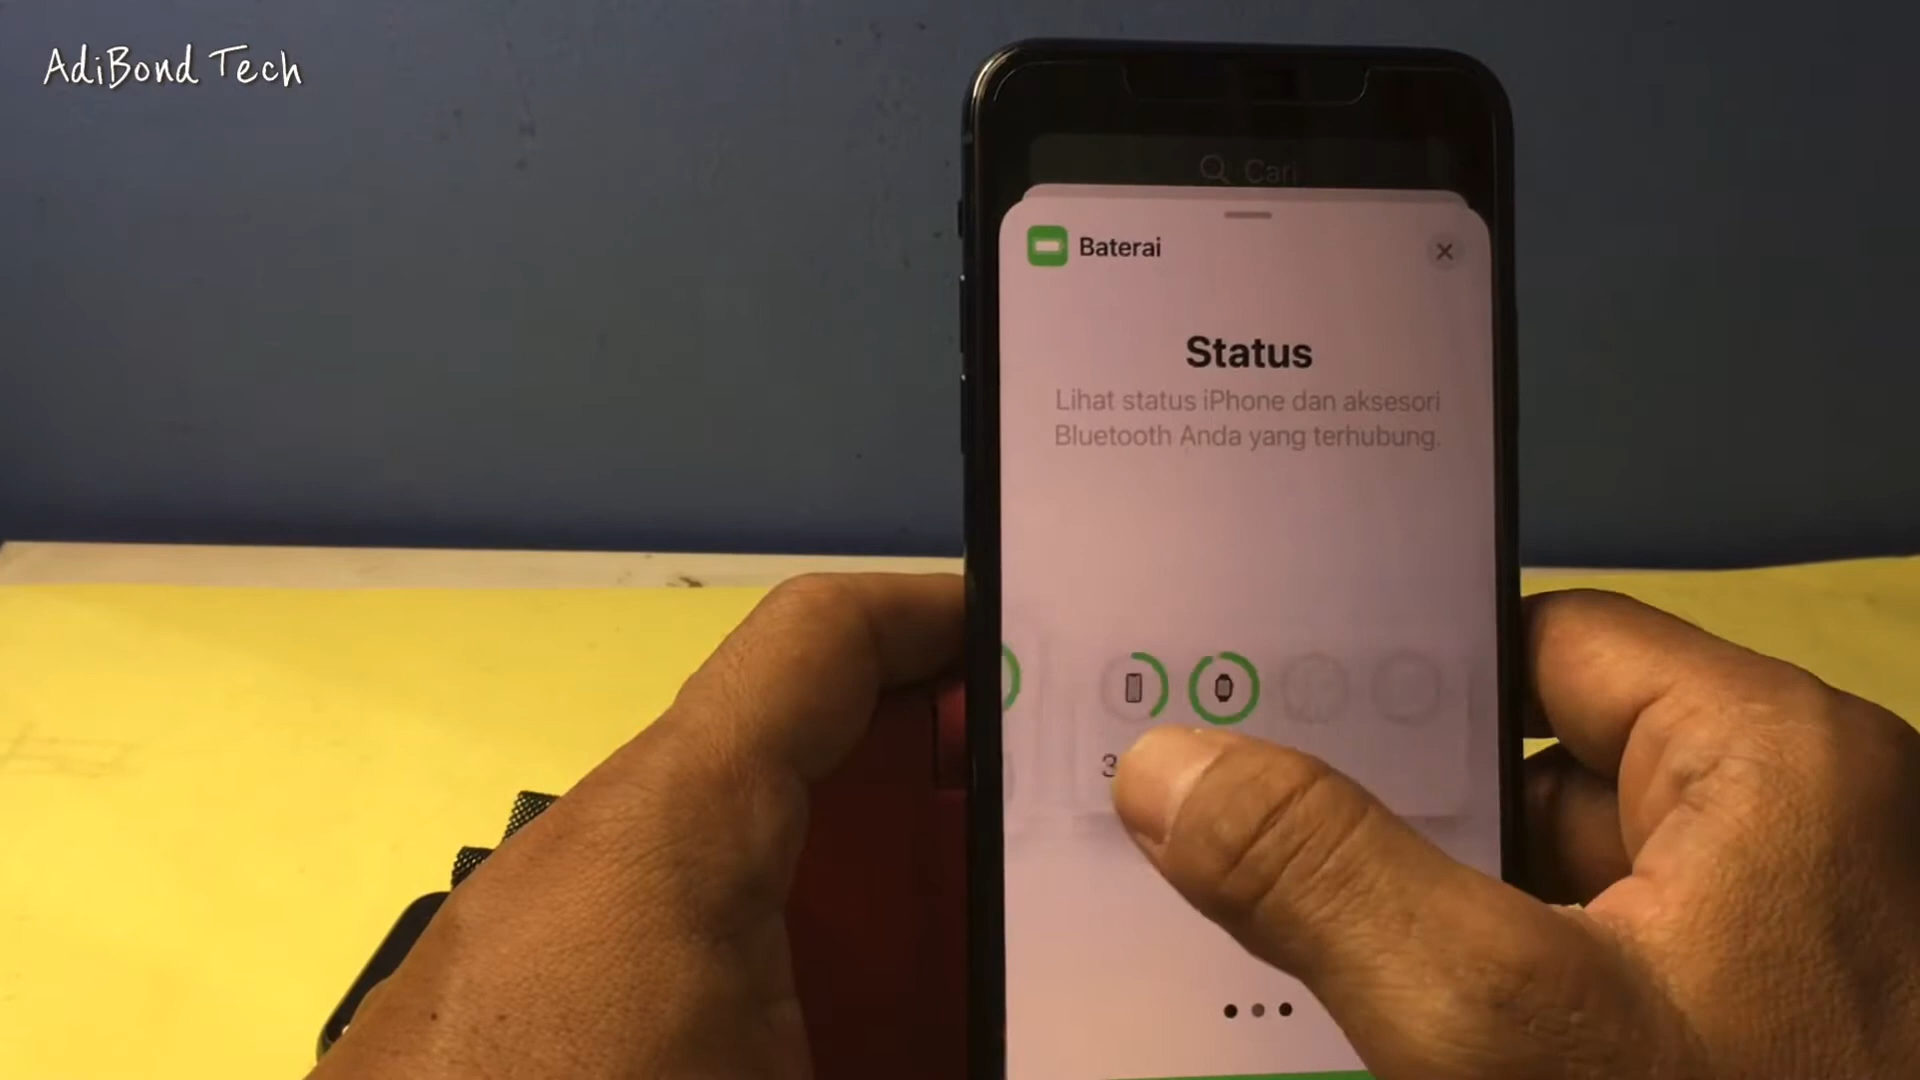 AdiBond Tech
Cari
Baterai
Status
Lihat status iPhone dan aksesori
Bluetooth Anda yang terhubung.